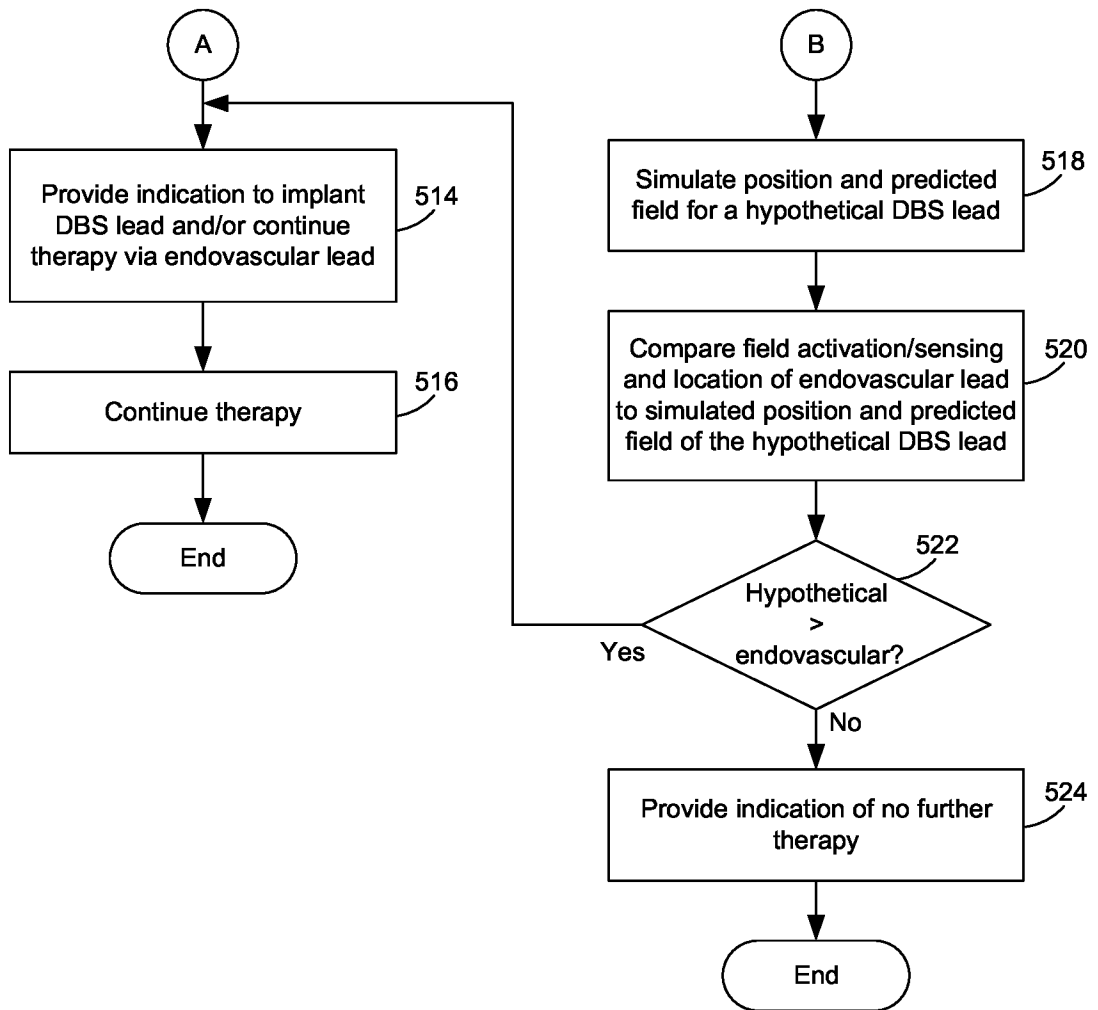 A
Provide indication to implant
DBS lead and/or continue
therapy via endovascular lead
514
Continue therapy
516
End
B
Simulate position and predicted
field for a hypothetical DBS lead
518
Compare field activation/sensing
and location of endovascular lead
to simulated position and predicted
field of the hypothetical DBS lead
520
Hypothetical
>
endovascular?
522
Yes
No
Provide indication of no further
therapy
524
End